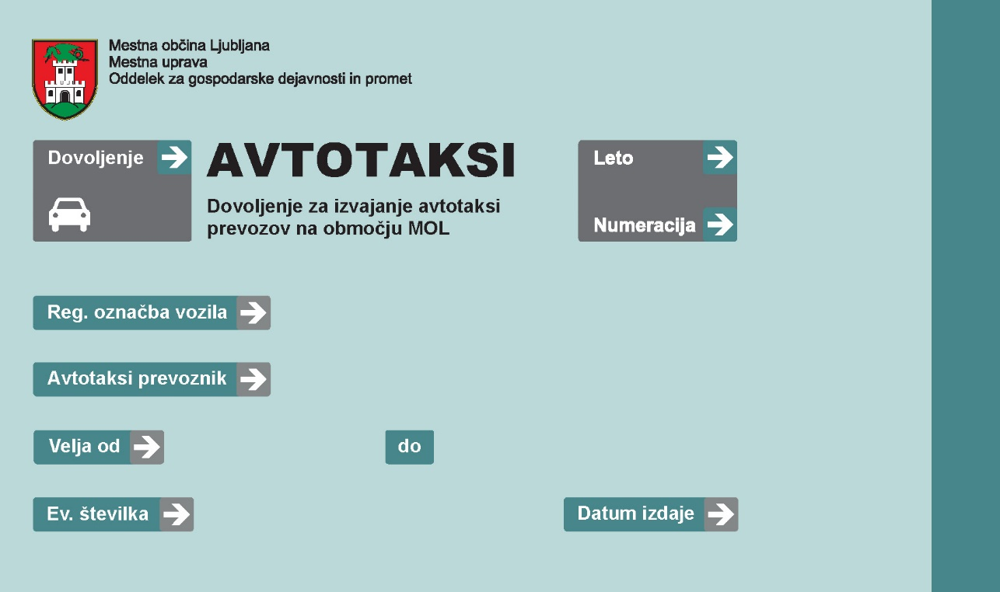 Mestna občina Ljubljana
Mestna uprava
Oddelek za gospodarske dejavnosti in promet
Dovoljenje
AVTOTAKSI
Dovoljenje za izvajanje avtotaksi
prevozov na območju MOL
Leto
Numeracija
Reg. označba vozila
Avtotaksi prevoznik
Velja od
do
Ev. številka
Datum izdaje